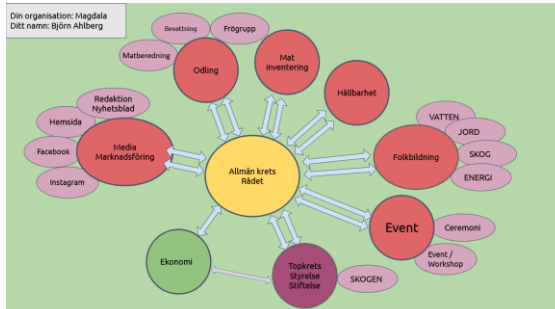 Din organisation: Magdala
Ditt namn: Björn Ahlberg
Bevattning
Frögrupp
Matberedning
Odling
Mat
inventering
Hållbarhet
Redaktion
Nyhetsblad
Hemsida
Facebook
Instagram
Media
Marknadsföring
Allmän krets
Rådet
VATTEN
JORD
SKOG
ENERGI
Folkbildning
Event
Ceremoni
Event /
Workshop
Ekonomi
Topkrets
Styrelse
Stiftelse
SKOGEN